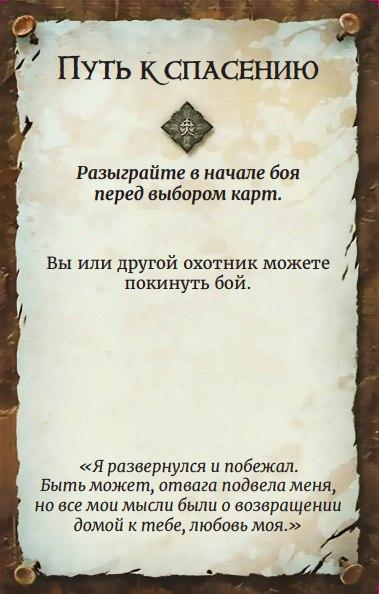 Путь к спасению
Разыграйте в начале боя
перед выбором карт.
Вы или другой охотник можете
покинуть бой.
«Я развернулся и побежал.
Быть может, отвага подвела меня,
но все мои мысли были о возвращении
домой к тебе, любовь моя.»